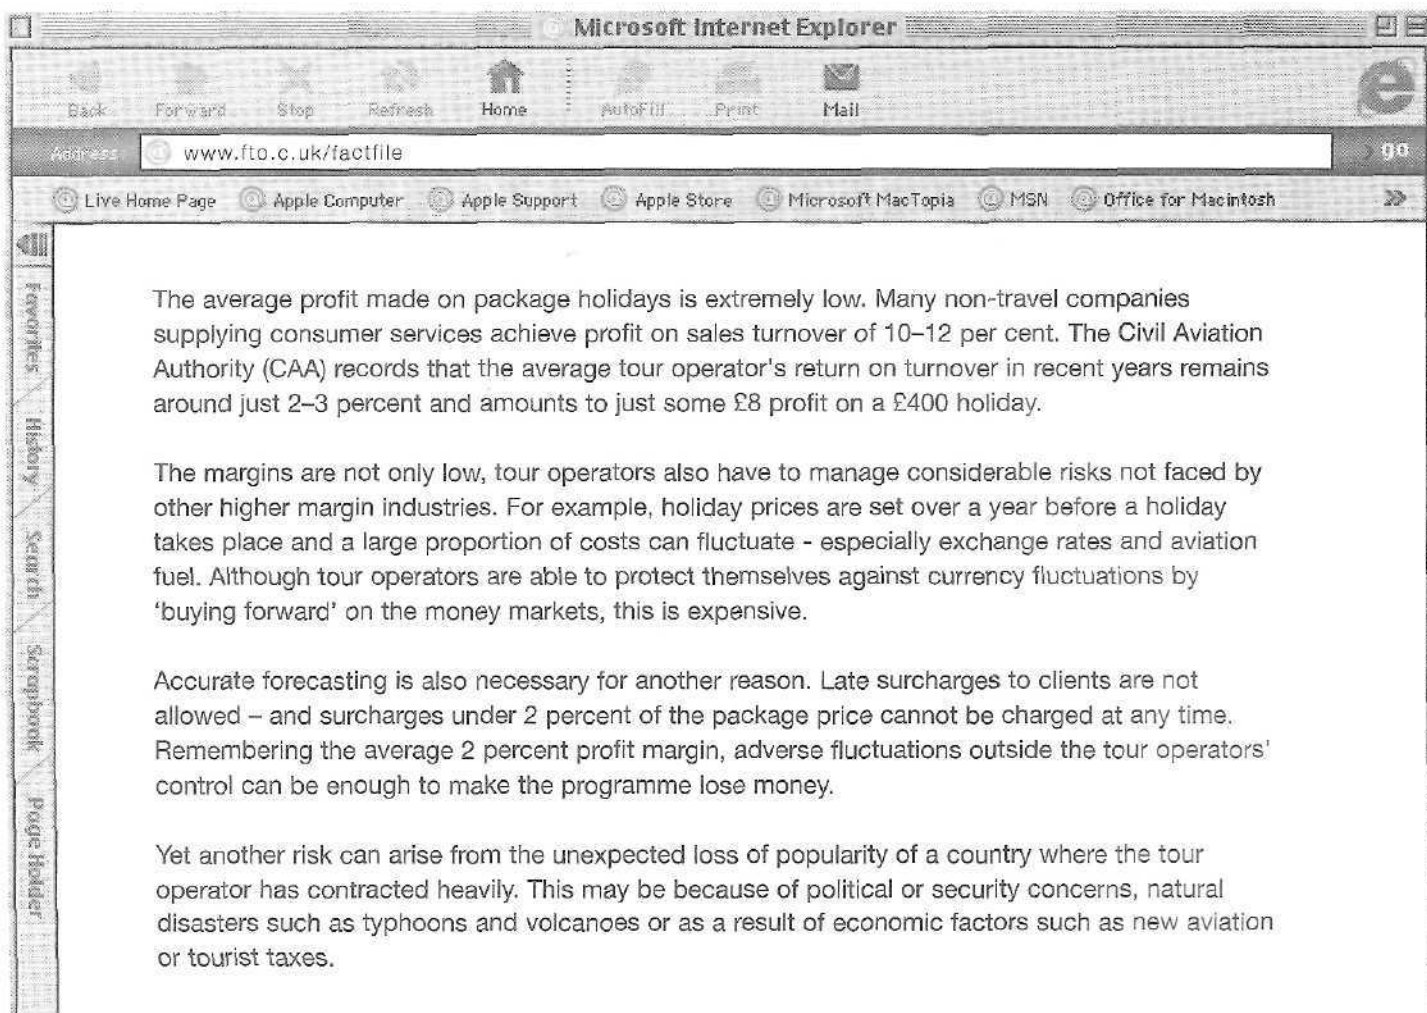 Microsoft Internet Explorer
Back Forward Stop Refresh Home AutoFill Print Mail
Address www.fto.c.uk/factfile go
Live Home Page Apple Computer Apple Support Apple Store Microsoft MacTopia MSN Office for Macintosh
Favorites
History
Search
Scrapbook
Page Holder
The average profit made on package holidays is extremely low. Many non-travel companies
supplying consumer services achieve profit on sales turnover of 10–12 per cent. The Civil Aviation
Authority (CAA) records that the average tour operator's return on turnover in recent years remains
around just 2–3 percent and amounts to just some £8 profit on a £400 holiday.
The margins are not only low, tour operators also have to manage considerable risks not faced by
other higher margin industries. For example, holiday prices are set over a year before a holiday
takes place and a large proportion of costs can fluctuate - especially exchange rates and aviation
fuel. Although tour operators are able to protect themselves against currency fluctuations by
‘buying forward’ on the money markets, this is expensive.
Accurate forecasting is also necessary for another reason. Late surcharges to clients are not
allowed – and surcharges under 2 percent of the package price cannot be charged at any time.
Remembering the average 2 percent profit margin, adverse fluctuations outside the tour operators'
control can be enough to make the programme lose money.
Yet another risk can arise from the unexpected loss of popularity of a country where the tour
operator has contracted heavily. This may be because of political or security concerns, natural
disasters such as typhoons and volcanoes or as a result of economic factors such as new aviation
or tourist taxes.